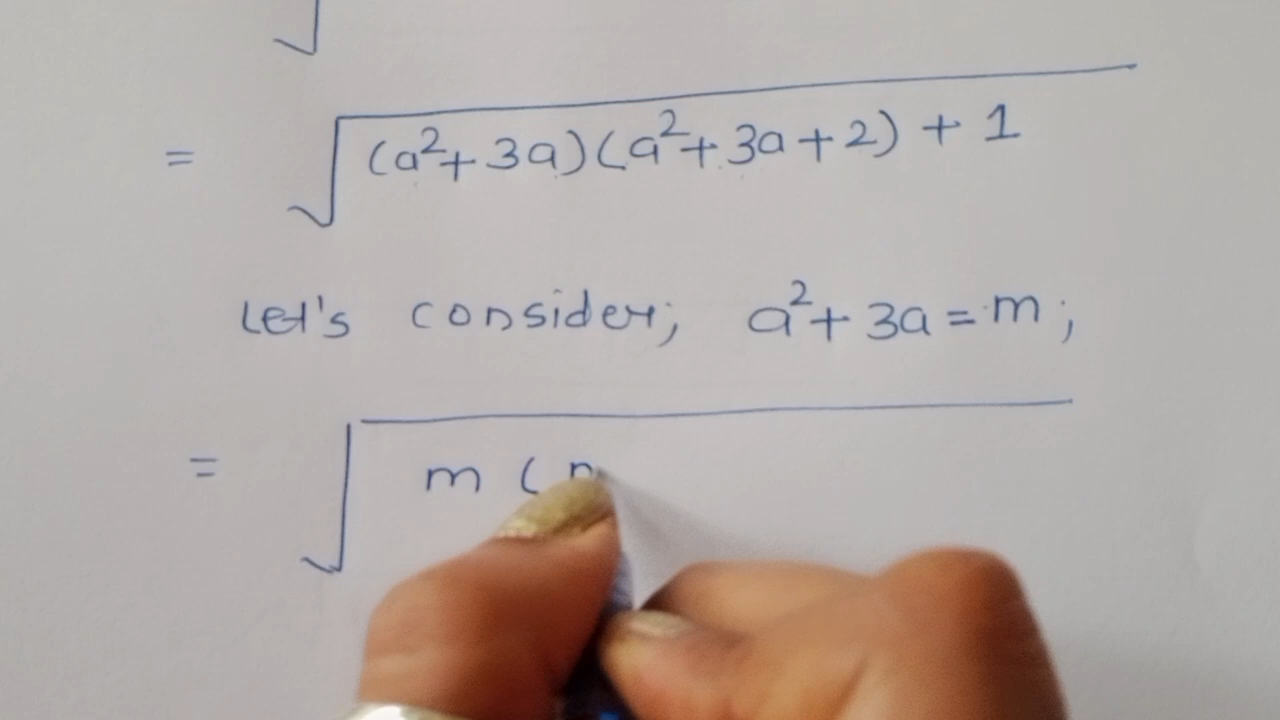 = √(a²+3a)(a²+3a+2) + 1
Let's consider; a²+3a=m;
= √m (